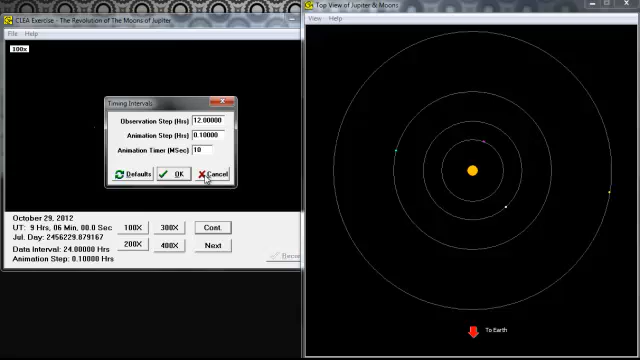 CLEA Exercise - The Revolution of The Moons of Jupiter
File Help
100x
Timing Intervals
Observation Step (Hrs) 12.00000
Animation Step (Hrs) 0.10000
Animation Timer (MSec) 10
Defaults OK Cancel
October 29, 2012
UT: 9 Hrs, 06 Min, 00.0 Sec
Jul. Day: 2456229.879167
Data Interval: 24.00000 Hrs
Animation Step: 0.10000 Hrs
100X 300X Cont.
200X 400X Next
Top View of Jupiter & Moons
View Help
To Earth